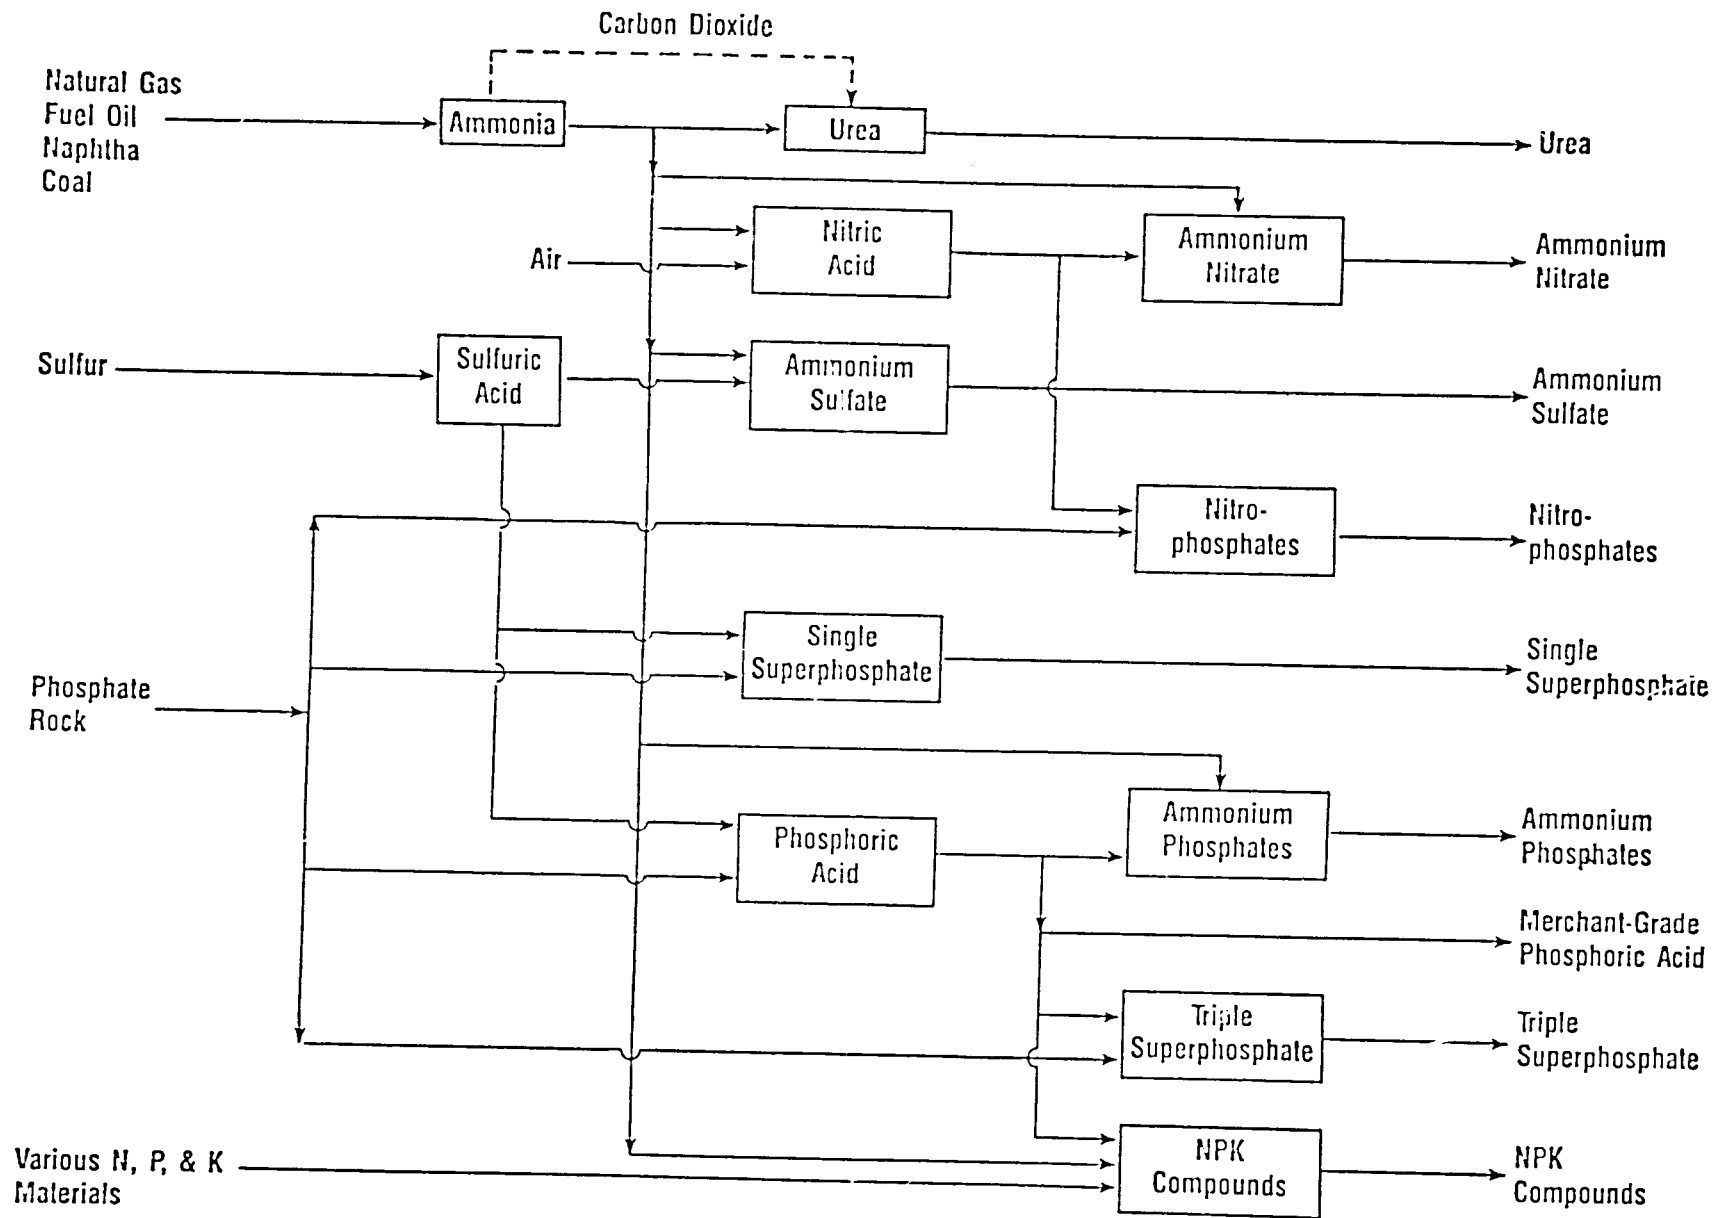 Carbon Dioxide
Natural Gas
Fuel Oil
Naphtha
Coal
Ammonia
Urea
Urea
Air
Nitric
Acid
Ammonium
Nitrate
Ammonium
Nitrate
Sulfur
Sulfuric
Acid
Ammonium
Sulfate
Ammonium
Sulfate
Nitro-
phosphates
Nitro-
phosphates
Single
Superphosphate
Single
Superphosphate
Phosphate
Rock
Phosphoric
Acid
Ammonium
Phosphates
Ammonium
Phosphates
Merchant-Grade
Phosphoric Acid
Triple
Superphosphate
Triple
Superphosphate
Various N, P, & K
Materials
NPK
Compounds
NPK
Compounds